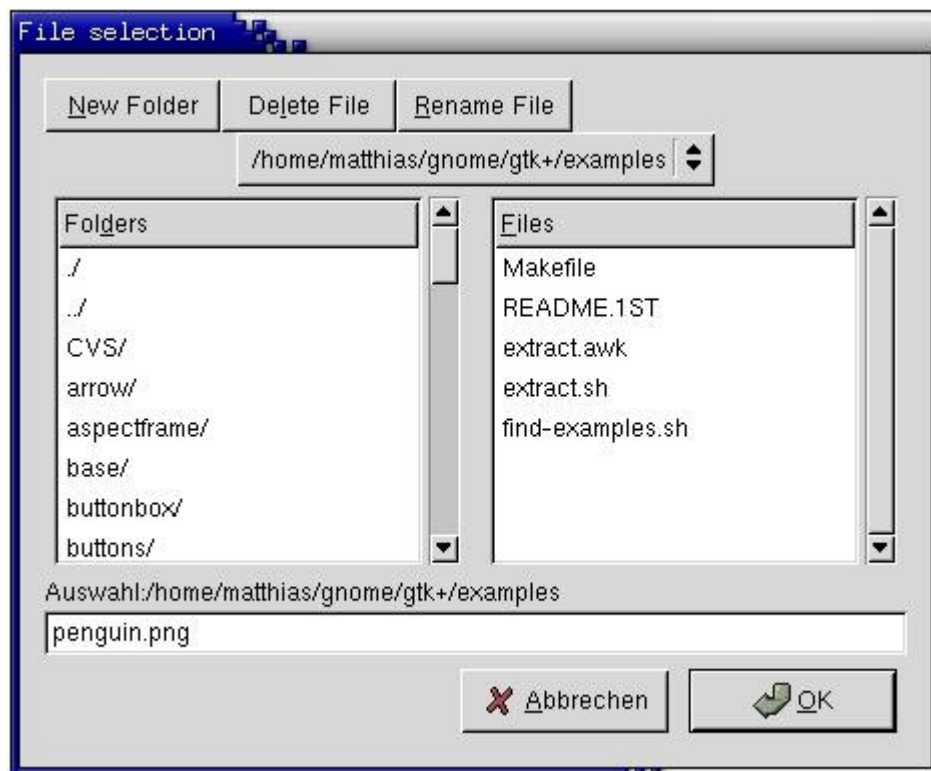 File selection
New Folder
Delete File
Rename File
/home/matthias/gnome/gtk+/examples
Folders
./
../
CVS/
arrow/
aspectframe/
base/
buttonbox/
buttons/
Files
Makefile
README.1ST
extract.awk
extract.sh
find-examples.sh
Auswahl:/home/matthias/gnome/gtk+/examples
penguin.png
Abbrechen
OK